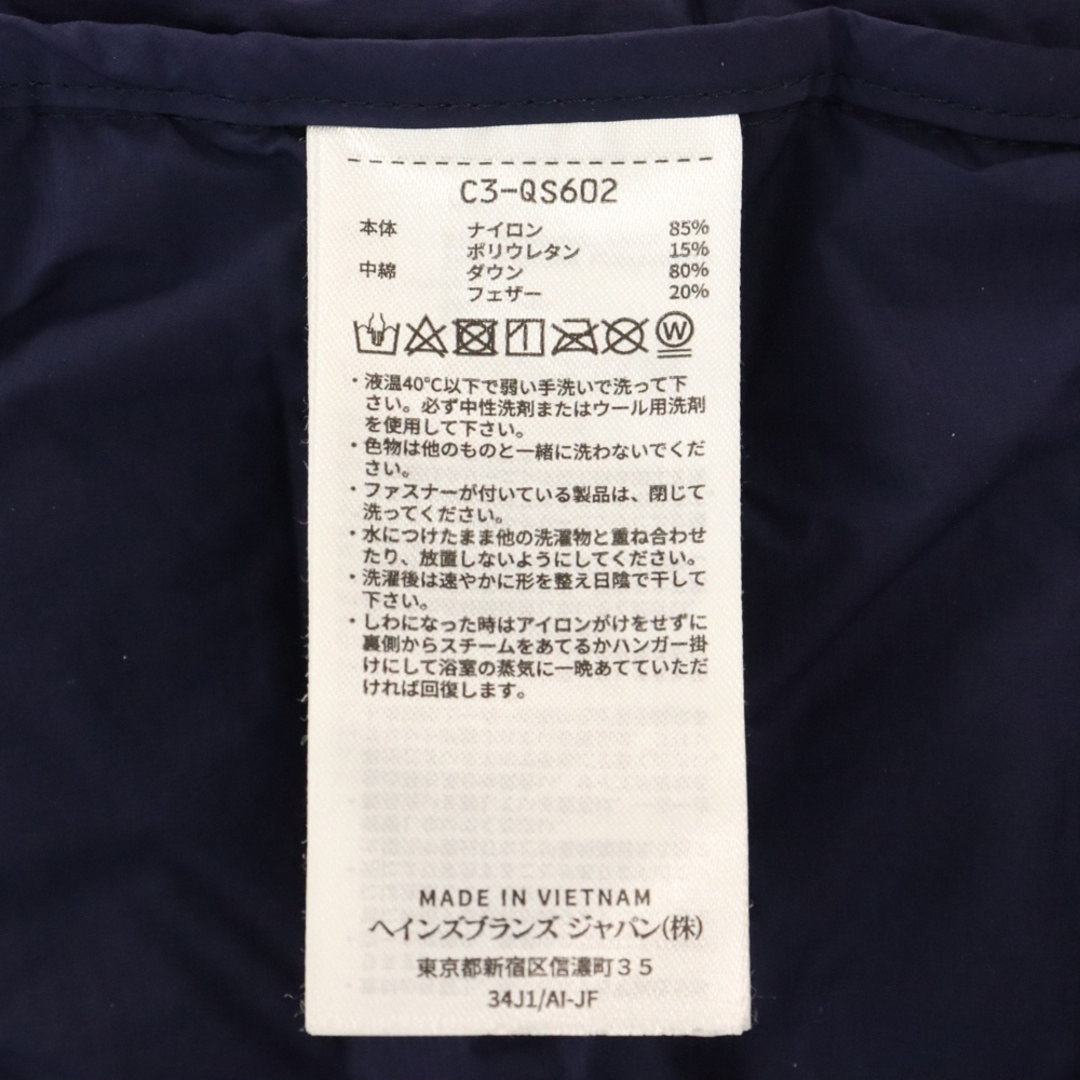 C3-QS602
本体 ナイロン 85%
ポリウレタン 15%
中綿 ダウン 80%
フェザー 20%
W
・液温40℃以下で弱い手洗いで洗って下
さい。必ず中性洗剤またはウール用洗剤
を使用して下さい。
・色物は他のものと一緒に洗わないでくだ
さい。
・ファスナーが付いている製品は、閉じて
洗ってください。
・水につけたまま他の洗濯物と重ね合わせ
たり、放置しないようにしてください。
・洗濯後は速やかに形を整え日陰で干して
下さい。
・しわになった時はアイロンがけをせずに
裏側からスチームをあてるかハンガー掛
けにして浴室の蒸気に一晩あてていただ
ければ回復します。
MADE IN VIETNAM
ヘインズブランズ ジャパン(株)
東京都新宿区信濃町35
34J1/AI-JF